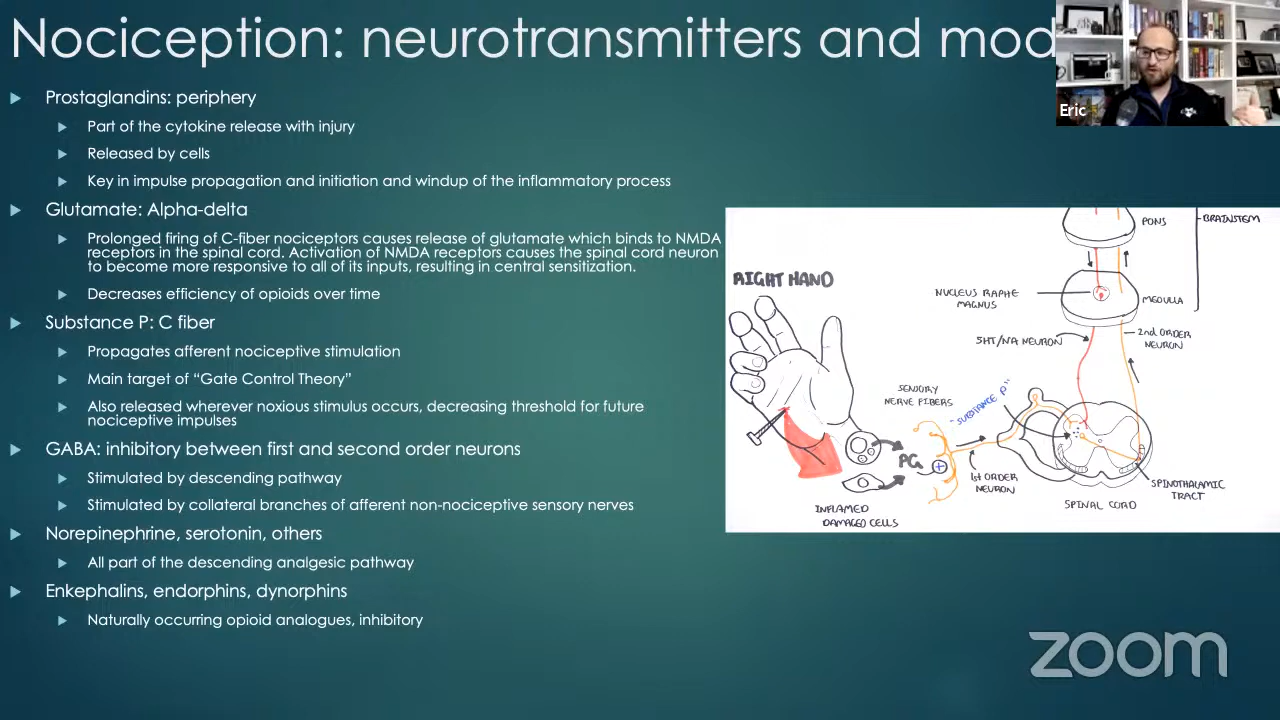 Nociception: neurotransmitters and mod
Eric
Prostaglandins: periphery
Part of the cytokine release with injury
Released by cells
Key in impulse propagation and initiation and windup of the inflammatory process
Glutamate: Alpha-delta
Prolonged firing of C-fiber nociceptors causes release of glutamate which binds to NMDA
receptors in the spinal cord. Activation of NMDA receptors causes the spinal cord neuron
to become more responsive to all of its inputs, resulting in central sensitization.
Decreases efficiency of opioids over time
Substance P: C fiber
Propagates afferent nociceptive stimulation
Main target of “Gate Control Theory”
Also released wherever noxious stimulus occurs, decreasing threshold for future
nociceptive impulses
GABA: inhibitory between first and second order neurons
Stimulated by descending pathway
Stimulated by collateral branches of afferent non-nociceptive sensory nerves
Norepinephrine, serotonin, others
All part of the descending analgesic pathway
Enkephalins, endorphins, dynorphins
Naturally occurring opioid analogues, inhibitory
PONS
BRAINSTEM
RIGHT HAND
NUCLEUS RAPHE
MAGNUS
MEDULLA
5HT/NA NEURON
2nd ORDER
NEURON
SENSORY
NERVE FIBERS
"SUBSTANCE P"
PG
+
1st ORDER
NEURON
INFLAMED
DAMAGED CELLS
SPINAL CORD
SPINOTHALAMIC
TRACT
zoom